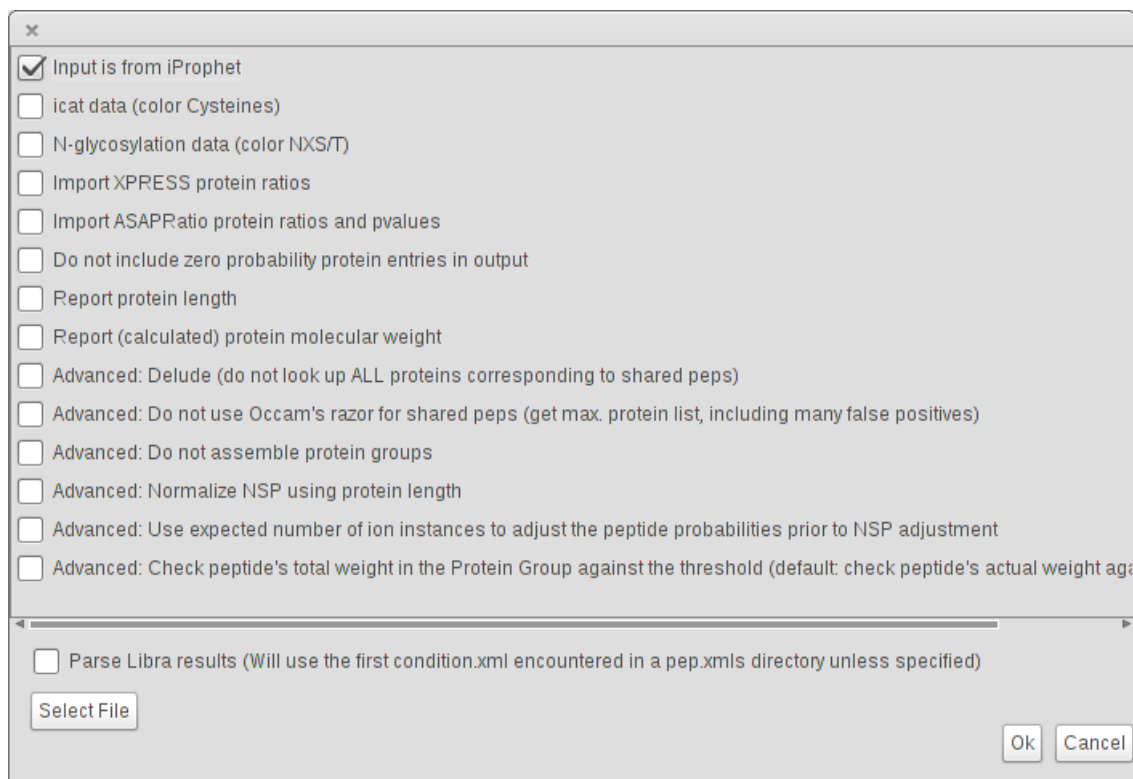 Input is from iProphet
icat data (color Cysteines)
N-glycosylation data (color NXS/T)
Import XPRESS protein ratios
Import ASAPRatio protein ratios and pvalues
Do not include zero probability protein entries in output
Report protein length
Report (calculated) protein molecular weight
Advanced: Delude (do not look up ALL proteins corresponding to shared peps)
Advanced: Do not use Occam's razor for shared peps (get max. protein list, including many false positives)
Advanced: Do not assemble protein groups
Advanced: Normalize NSP using protein length
Advanced: Use expected number of ion instances to adjust the peptide probabilities prior to NSP adjustment
Advanced: Check peptide's total weight in the Protein Group against the threshold (default: check peptide's actual weight aga
Parse Libra results (Will use the first condition.xml encountered in a pep.xmls directory unless specified)
Select File
Ok Cancel